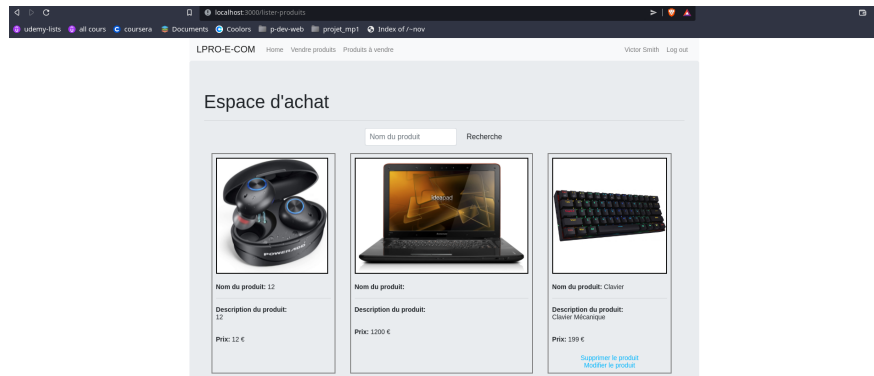 localhost:3000/lister-produits
udemy-lists all cours coursera Documents Coolors p-dev-web projet_mp1 Index of /~nov
LPRO-E-COM Home Vendre produits Produits à vendre Victor Smith Log out
Espace d'achat
Nom du produit Recherche
POWERADD
ideapad
Nom du produit: 12
Description du produit:
12
Prix: 12 €
Nom du produit:
Description du produit:
Prix: 1200 €
Nom du produit: Clavier
Description du produit:
Clavier Mécanique
Prix: 199 €
Supprimer le produit
Modifier le produit